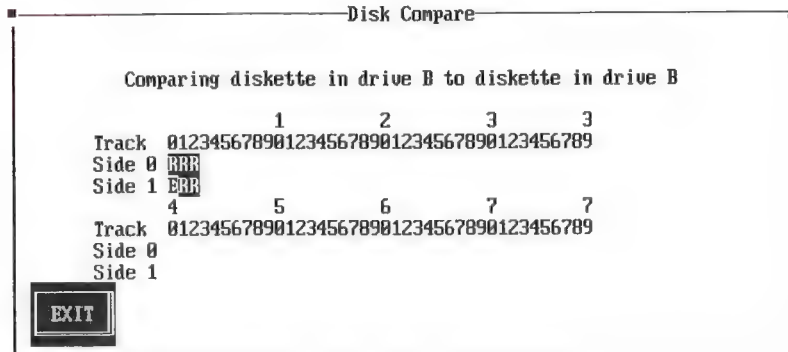 Disk Compare
Comparing diskette in drive B to diskette in drive B
1 2 3 3
Track 0123456789012345678901234567890123456789
Side 0 RRR
Side 1 ERR
4 5 6 7 7
Track 0123456789012345678901234567890123456789
Side 0
Side 1
EXIT